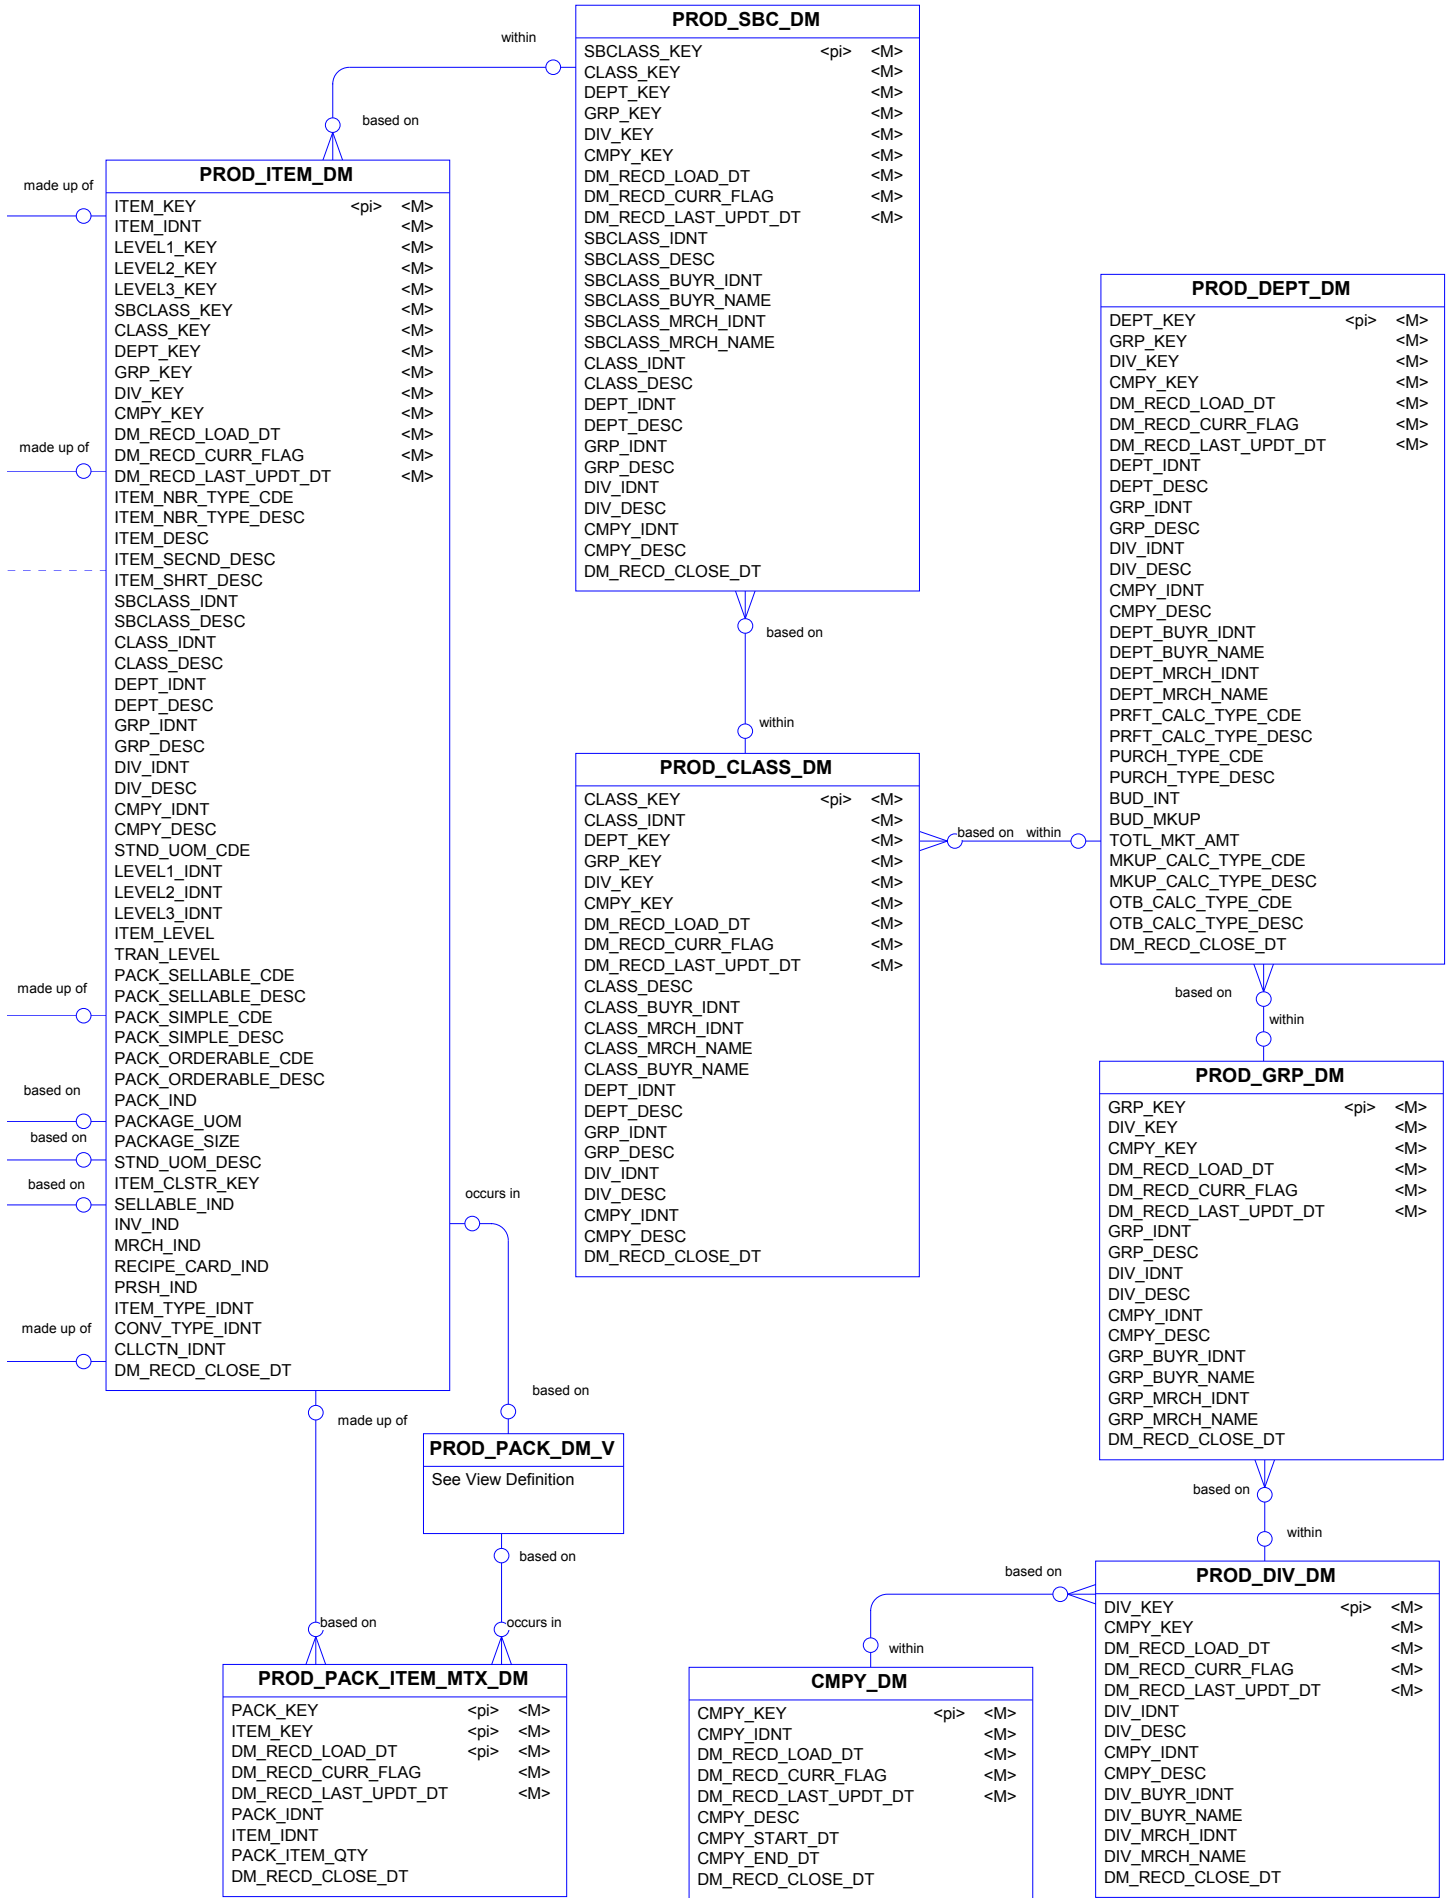 PROD_SBC_DM
SBCLASS_KEY <pi> <M>
CLASS_KEY <M>
DEPT_KEY <M>
GRP_KEY <M>
DIV_KEY <M>
CMPY_KEY <M>
DM_RECD_LOAD_DT <M>
DM_RECD_CURR_FLAG <M>
DM_RECD_LAST_UPDT_DT <M>
SBCLASS_IDNT
SBCLASS_DESC
SBCLASS_BUYR_IDNT
SBCLASS_BUYR_NAME
SBCLASS_MRCH_IDNT
SBCLASS_MRCH_NAME
CLASS_IDNT
CLASS_DESC
DEPT_IDNT
DEPT_DESC
GRP_IDNT
GRP_DESC
DIV_IDNT
DIV_DESC
CMPY_IDNT
CMPY_DESC
DM_RECD_CLOSE_DT
within
based on
PROD_ITEM_DM
ITEM_KEY <pi> <M>
ITEM_IDNT <M>
LEVEL1_KEY <M>
LEVEL2_KEY <M>
LEVEL3_KEY <M>
SBCLASS_KEY <M>
CLASS_KEY <M>
DEPT_KEY <M>
GRP_KEY <M>
DIV_KEY <M>
CMPY_KEY <M>
DM_RECD_LOAD_DT <M>
DM_RECD_CURR_FLAG <M>
DM_RECD_LAST_UPDT_DT <M>
ITEM_NBR_TYPE_CDE
ITEM_NBR_TYPE_DESC
ITEM_DESC
ITEM_SECND_DESC
ITEM_SHRT_DESC
SBCLASS_IDNT
SBCLASS_DESC
CLASS_IDNT
CLASS_DESC
DEPT_IDNT
DEPT_DESC
GRP_IDNT
GRP_DESC
DIV_IDNT
DIV_DESC
CMPY_IDNT
CMPY_DESC
STND_UOM_CDE
LEVEL1_IDNT
LEVEL2_IDNT
LEVEL3_IDNT
ITEM_LEVEL
TRAN_LEVEL
PACK_SELLABLE_CDE
PACK_SELLABLE_DESC
PACK_SIMPLE_CDE
PACK_SIMPLE_DESC
PACK_ORDERABLE_CDE
PACK_ORDERABLE_DESC
PACK_IND
PACKAGE_UOM
PACKAGE_SIZE
STND_UOM_DESC
ITEM_CLSTR_KEY
SELLABLE_IND
INV_IND
MRCH_IND
RECIPE_CARD_IND
PRSH_IND
ITEM_TYPE_IDNT
CONV_TYPE_IDNT
CLLCTN_IDNT
DM_RECD_CLOSE_DT
made up of
made up of
made up of
based on
based on
based on
made up of
based on
within
PROD_CLASS_DM
CLASS_KEY <pi> <M>
CLASS_IDNT <M>
DEPT_KEY <M>
GRP_KEY <M>
DIV_KEY <M>
CMPY_KEY <M>
DM_RECD_LOAD_DT <M>
DM_RECD_CURR_FLAG <M>
DM_RECD_LAST_UPDT_DT <M>
CLASS_DESC
CLASS_BUYR_IDNT
CLASS_MRCH_IDNT
CLASS_MRCH_NAME
CLASS_BUYR_NAME
DEPT_IDNT
DEPT_DESC
GRP_IDNT
GRP_DESC
DIV_IDNT
DIV_DESC
CMPY_IDNT
CMPY_DESC
DM_RECD_CLOSE_DT
based on within
PROD_DEPT_DM
DEPT_KEY <pi> <M>
GRP_KEY <M>
DIV_KEY <M>
CMPY_KEY <M>
DM_RECD_LOAD_DT <M>
DM_RECD_CURR_FLAG <M>
DM_RECD_LAST_UPDT_DT <M>
DEPT_IDNT
DEPT_DESC
GRP_IDNT
GRP_DESC
DIV_IDNT
DIV_DESC
CMPY_IDNT
CMPY_DESC
DEPT_BUYR_IDNT
DEPT_BUYR_NAME
DEPT_MRCH_IDNT
DEPT_MRCH_NAME
PRFT_CALC_TYPE_CDE
PRFT_CALC_TYPE_DESC
PURCH_TYPE_CDE
PURCH_TYPE_DESC
BUD_INT
BUD_MKUP
TOTL_MKT_AMT
MKUP_CALC_TYPE_CDE
MKUP_CALC_TYPE_DESC
OTB_CALC_TYPE_CDE
OTB_CALC_TYPE_DESC
DM_RECD_CLOSE_DT
based on
within
PROD_GRP_DM
GRP_KEY <pi> <M>
DIV_KEY <M>
CMPY_KEY <M>
DM_RECD_LOAD_DT <M>
DM_RECD_CURR_FLAG <M>
DM_RECD_LAST_UPDT_DT <M>
GRP_IDNT
GRP_DESC
DIV_IDNT
DIV_DESC
CMPY_IDNT
CMPY_DESC
GRP_BUYR_IDNT
GRP_BUYR_NAME
GRP_MRCH_IDNT
GRP_MRCH_NAME
DM_RECD_CLOSE_DT
based on
within
occurs in
based on
made up of
PROD_PACK_DM_V
See View Definition
based on
based on
occurs in
PROD_PACK_ITEM_MTX_DM
PACK_KEY <pi> <M>
ITEM_KEY <pi> <M>
DM_RECD_LOAD_DT <pi> <M>
DM_RECD_CURR_FLAG <M>
DM_RECD_LAST_UPDT_DT <M>
PACK_IDNT
ITEM_IDNT
PACK_ITEM_QTY
DM_RECD_CLOSE_DT
based on
within
CMPY_DM
CMPY_KEY <pi> <M>
CMPY_IDNT <M>
DM_RECD_LOAD_DT <M>
DM_RECD_CURR_FLAG <M>
DM_RECD_LAST_UPDT_DT <M>
CMPY_DESC
CMPY_START_DT
CMPY_END_DT
DM_RECD_CLOSE_DT
PROD_DIV_DM
DIV_KEY <pi> <M>
CMPY_KEY <M>
DM_RECD_LOAD_DT <M>
DM_RECD_CURR_FLAG <M>
DM_RECD_LAST_UPDT_DT <M>
DIV_IDNT
DIV_DESC
CMPY_IDNT
CMPY_DESC
DIV_BUYR_IDNT
DIV_BUYR_NAME
DIV_MRCH_IDNT
DIV_MRCH_NAME
DM_RECD_CLOSE_DT